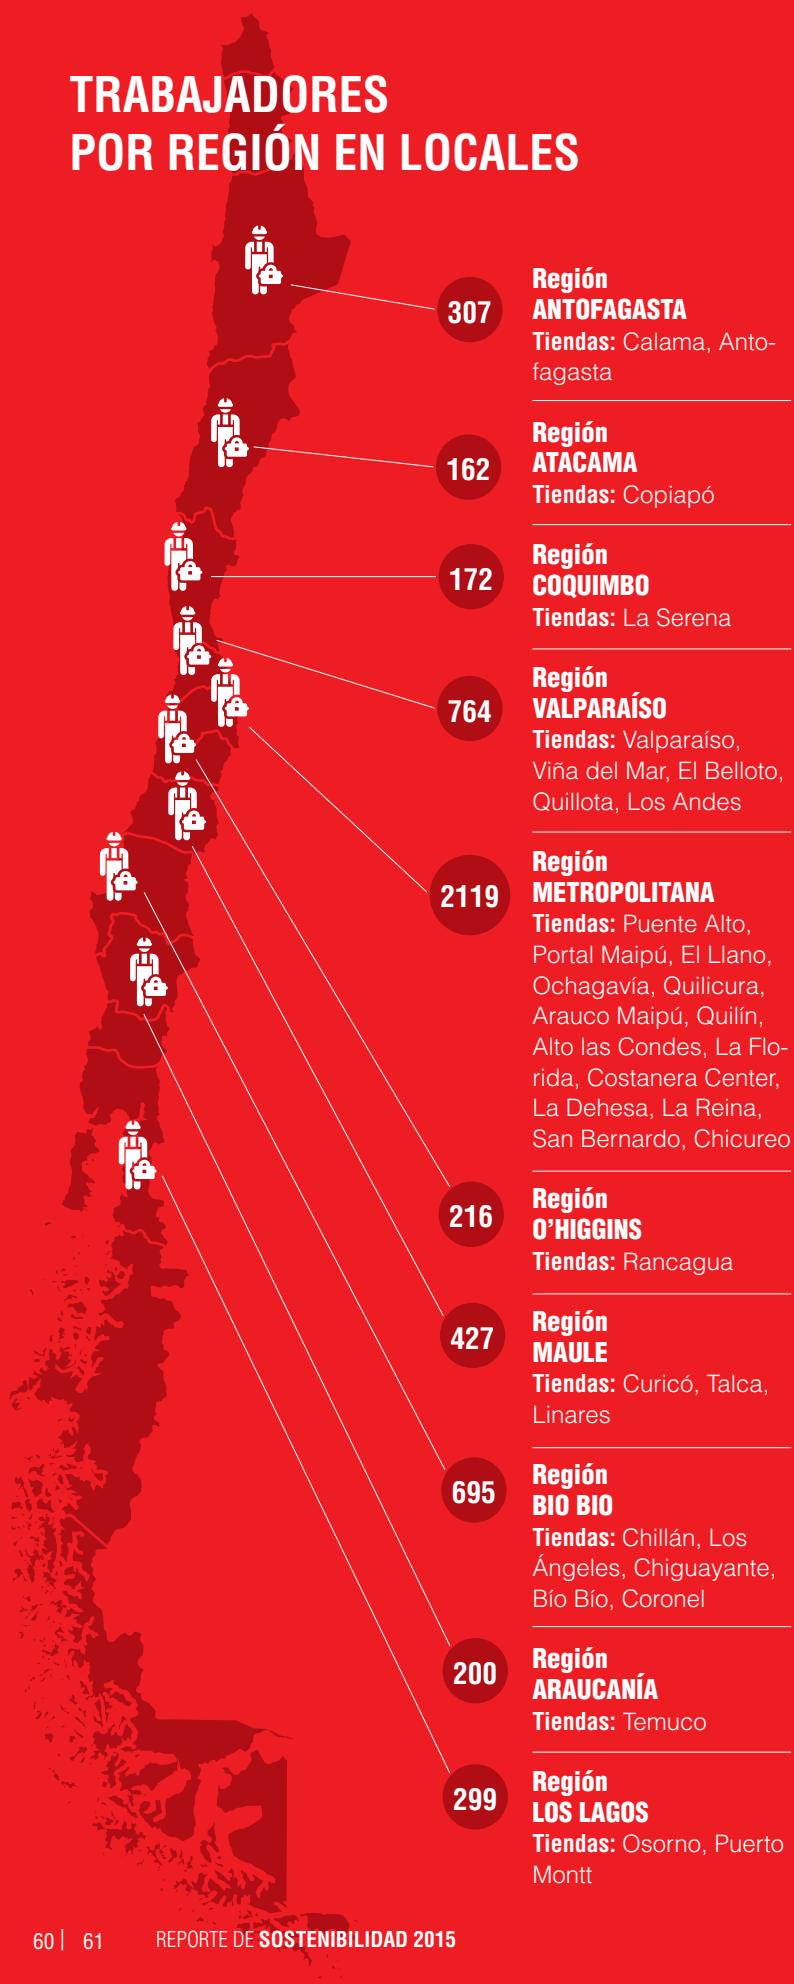 TRABAJADORES
POR REGIÓN EN LOCALES
307
Región
ANTOFAGASTA
Tiendas: Calama, Anto-
fagasta
162
Región
ATACAMA
Tiendas: Copiapó
172
Región
COQUIMBO
Tiendas: La Serena
764
Región
VALPARAÍSO
Tiendas: Valparaíso,
Viña del Mar, El Belloto,
Quillota, Los Andes
2119
Región
METROPOLITANA
Tiendas: Puente Alto,
Portal Maipú, El Llano,
Ochagavía, Quilicura,
Arauco Maipú, Quilín,
Alto las Condes, La Flo-
rida, Costanera Center,
La Dehesa, La Reina,
San Bernardo, Chicureo
216
Región
O’HIGGINS
Tiendas: Rancagua
427
Región
MAULE
Tiendas: Curicó, Talca,
Linares
695
Región
BIO BIO
Tiendas: Chillán, Los
Ángeles, Chiguayante,
Bío Bío, Coronel
200
Región
ARAUCANÍA
Tiendas: Temuco
299
Región
LOS LAGOS
Tiendas: Osorno, Puerto
Montt
60 | 61 REPORTE DE SOSTENIBILIDAD 2015